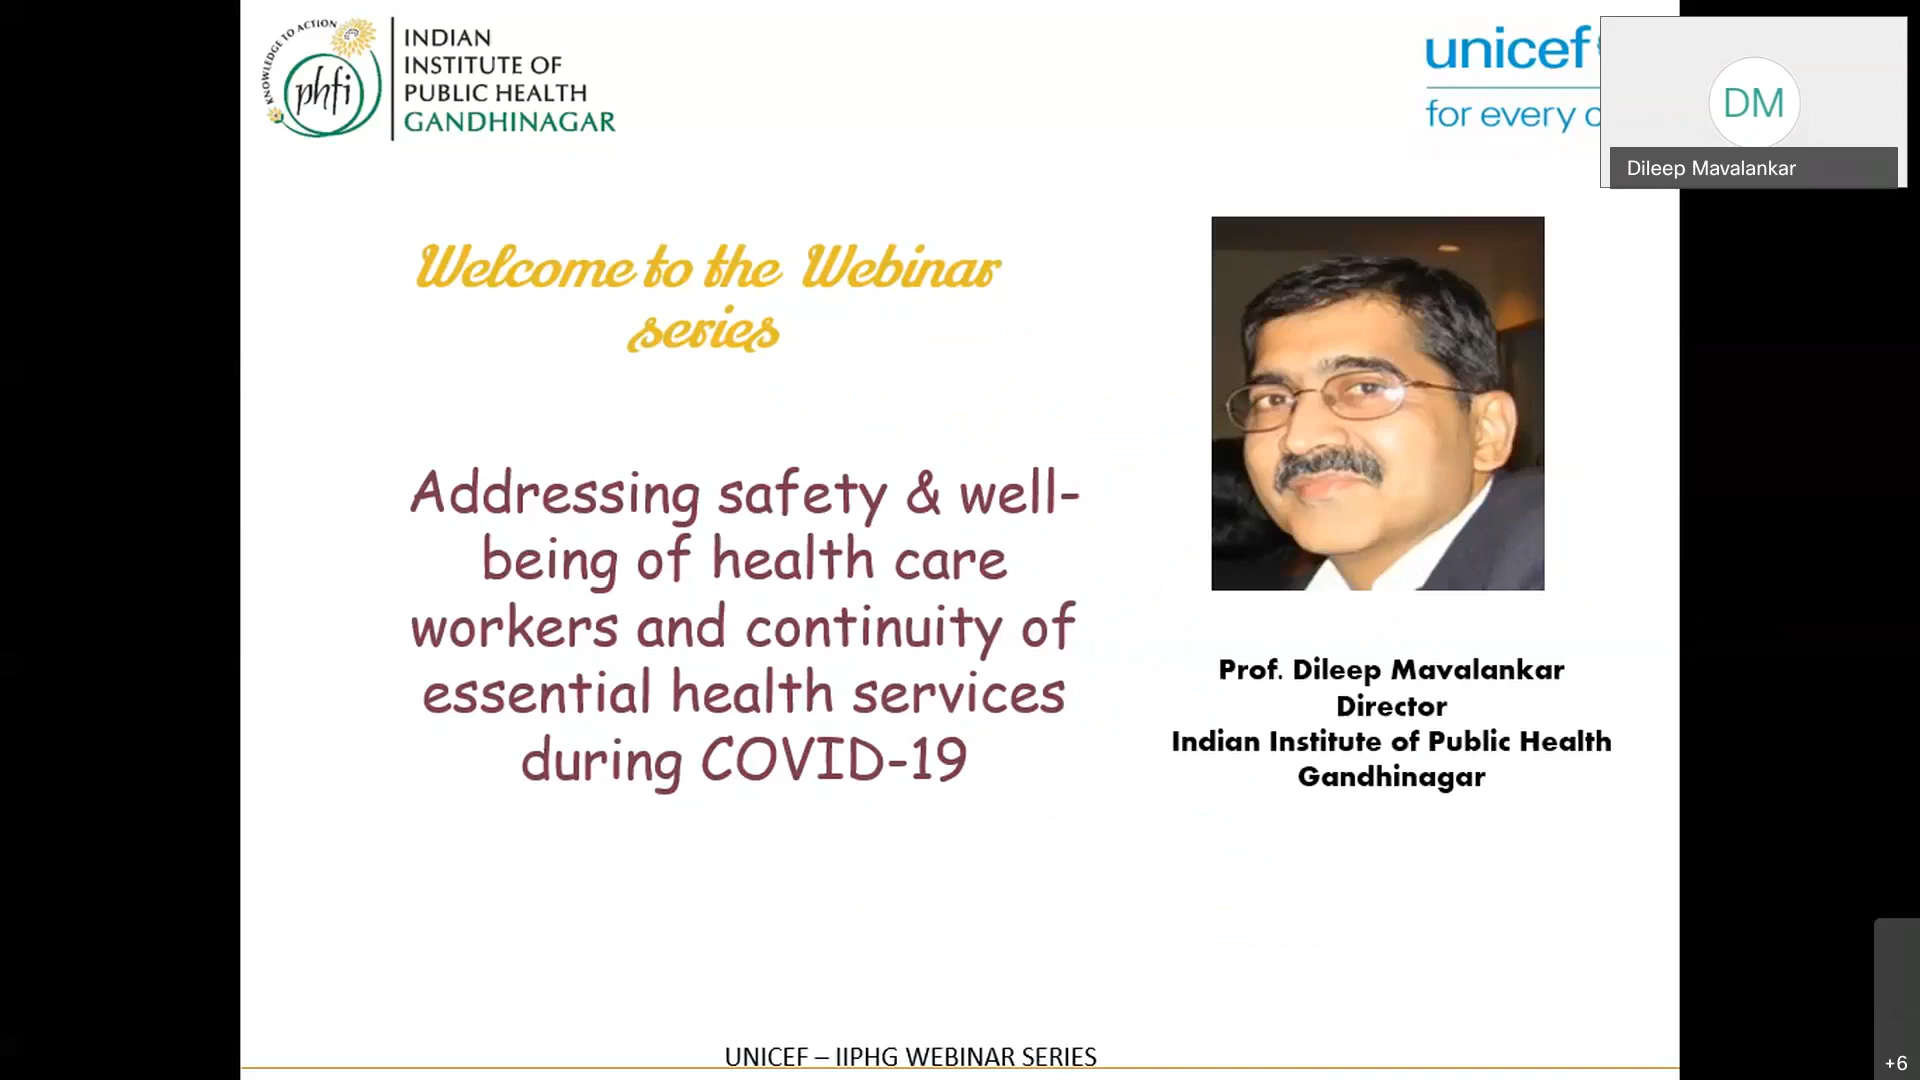 KNOWLEDGE TO ACTION
phfi
INDIAN
INSTITUTE OF
PUBLIC HEALTH
GANDHINAGAR
unicef
for every c
DM
Dileep Mavalankar
Welcome to the Webinar
series
Addressing safety & well-
being of health care
workers and continuity of
essential health services
during COVID-19
Prof. Dileep Mavalankar
Director
Indian Institute of Public Health
Gandhinagar
UNICEF – IIPHG WEBINAR SERIES
+6